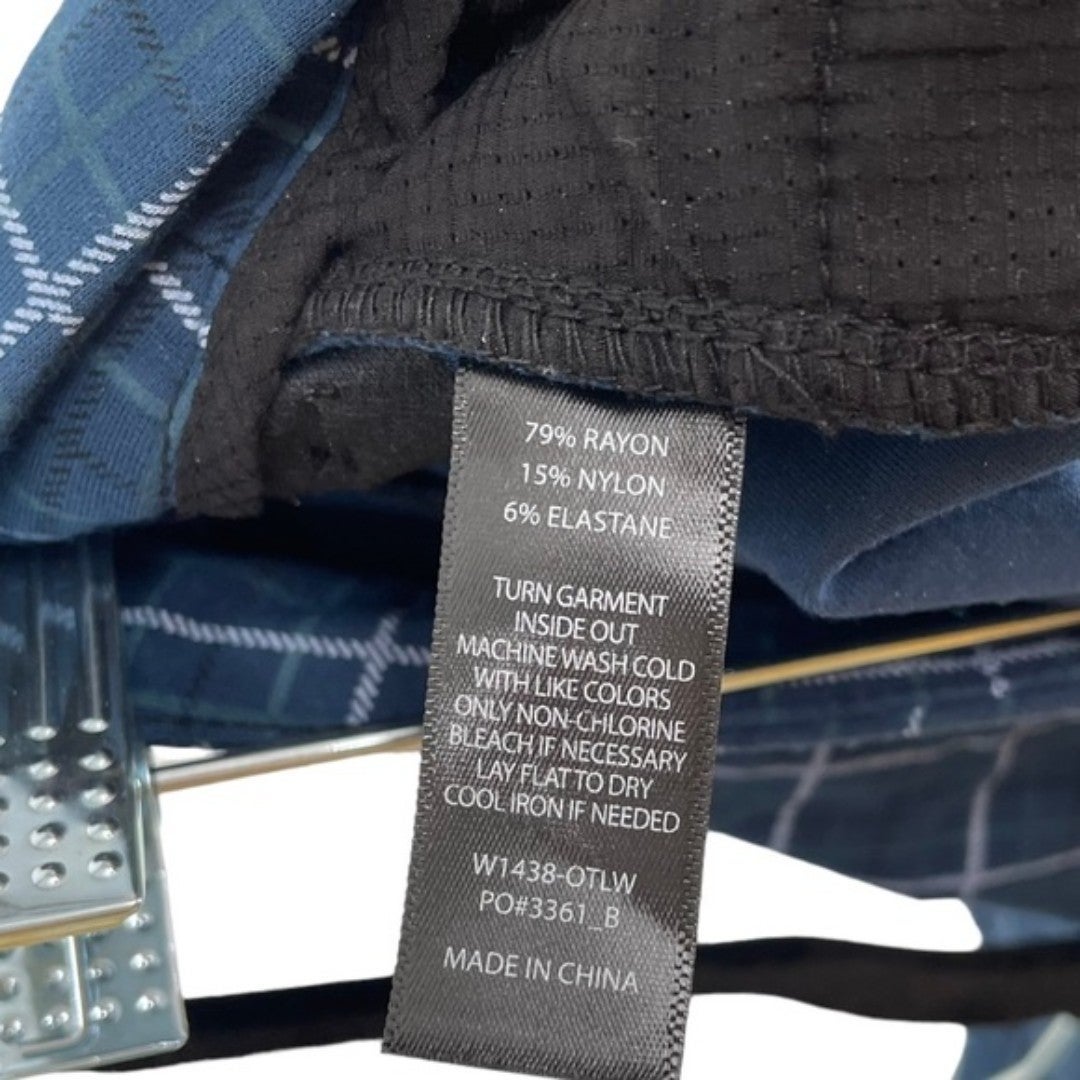 79% RAYON
15% NYLON
6% ELASTANE
TURN GARMENT
INSIDE OUT
MACHINE WASH COLD
WITH LIKE COLORS
ONLY NON-CHLORINE
BLEACH IF NECESSARY
LAY FLAT TO DRY
COOL IRON IF NEEDED
W1438-OTLW
PO#3361_B
MADE IN CHINA